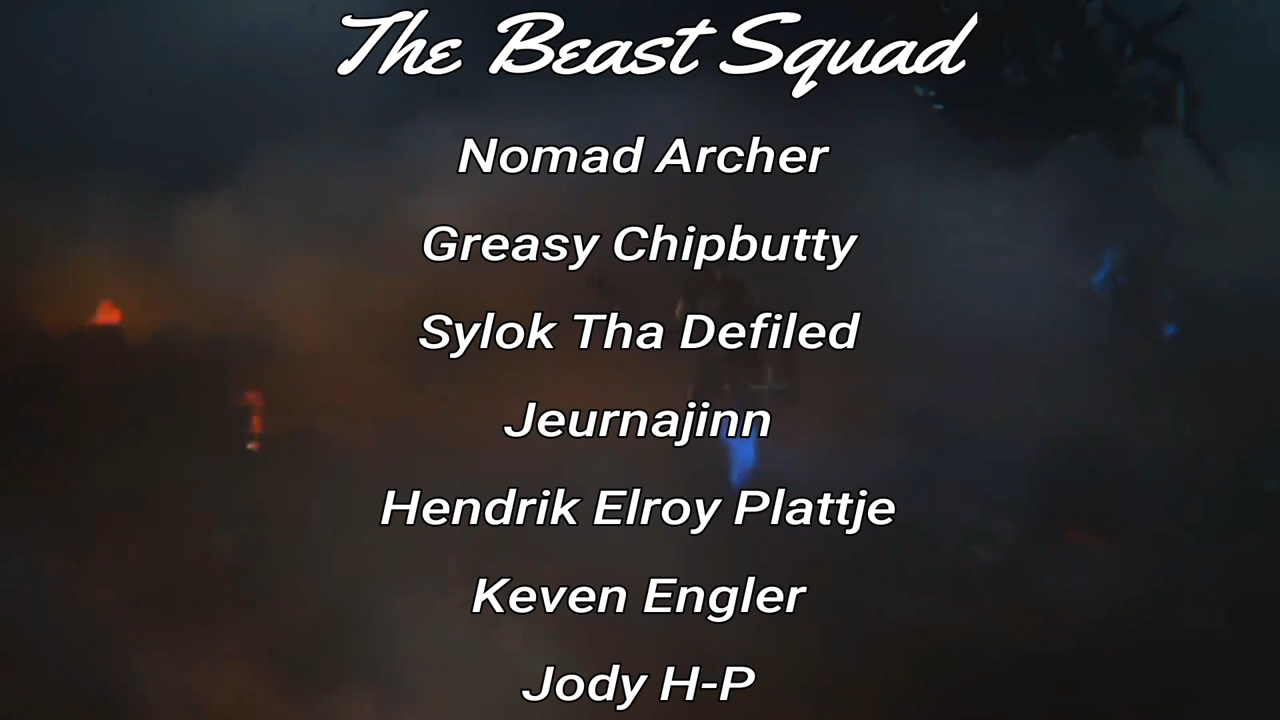 The Beast Squad
Nomad Archer
Greasy Chipbutty
Sylok Tha Defiled
Jeurnajinn
Hendrik Elroy Plattje
Keven Engler
Jody H-P